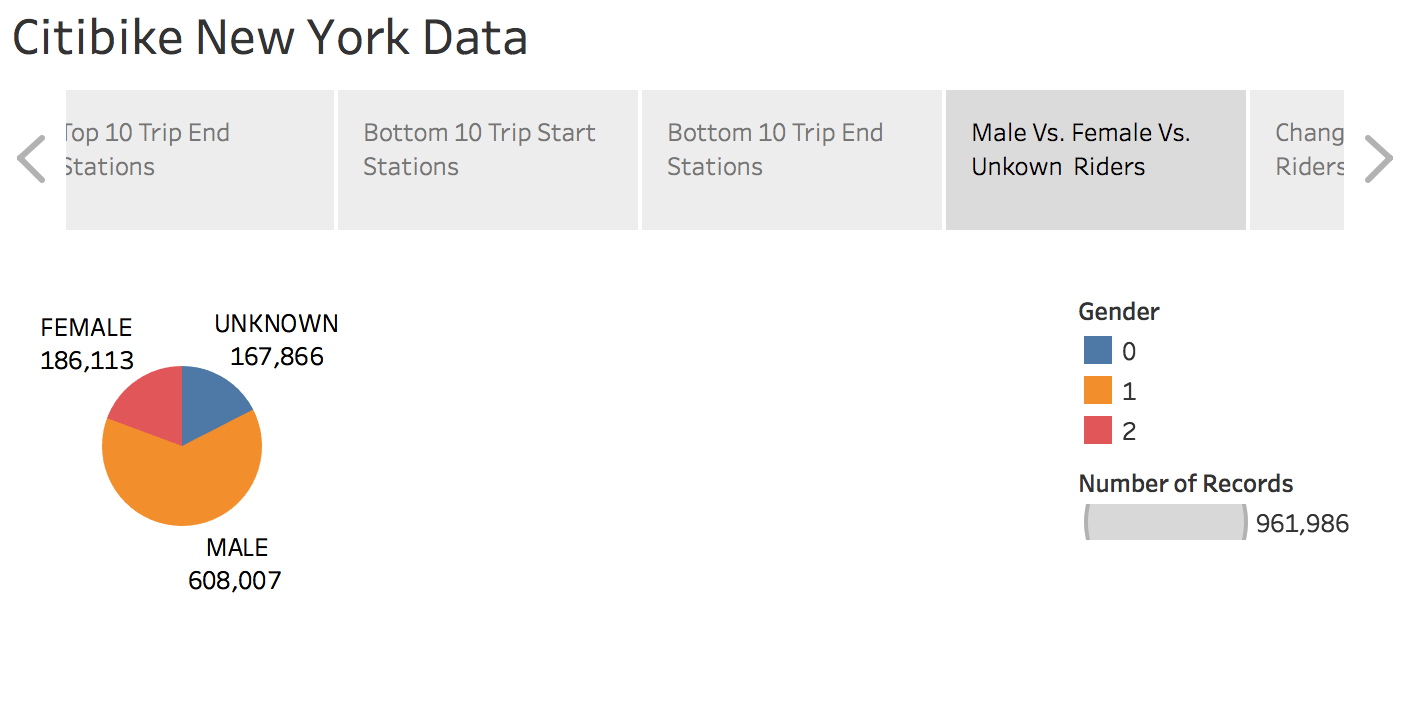 Citibike New York Data
Top 10 Trip End
Stations
Bottom 10 Trip Start
Stations
Bottom 10 Trip End
Stations
Male Vs. Female Vs.
Unkown  Riders
Chang
Riders
FEMALE
186,113
UNKNOWN
167,866
MALE
608,007
Gender
0
1
2
Number of Records
961,986